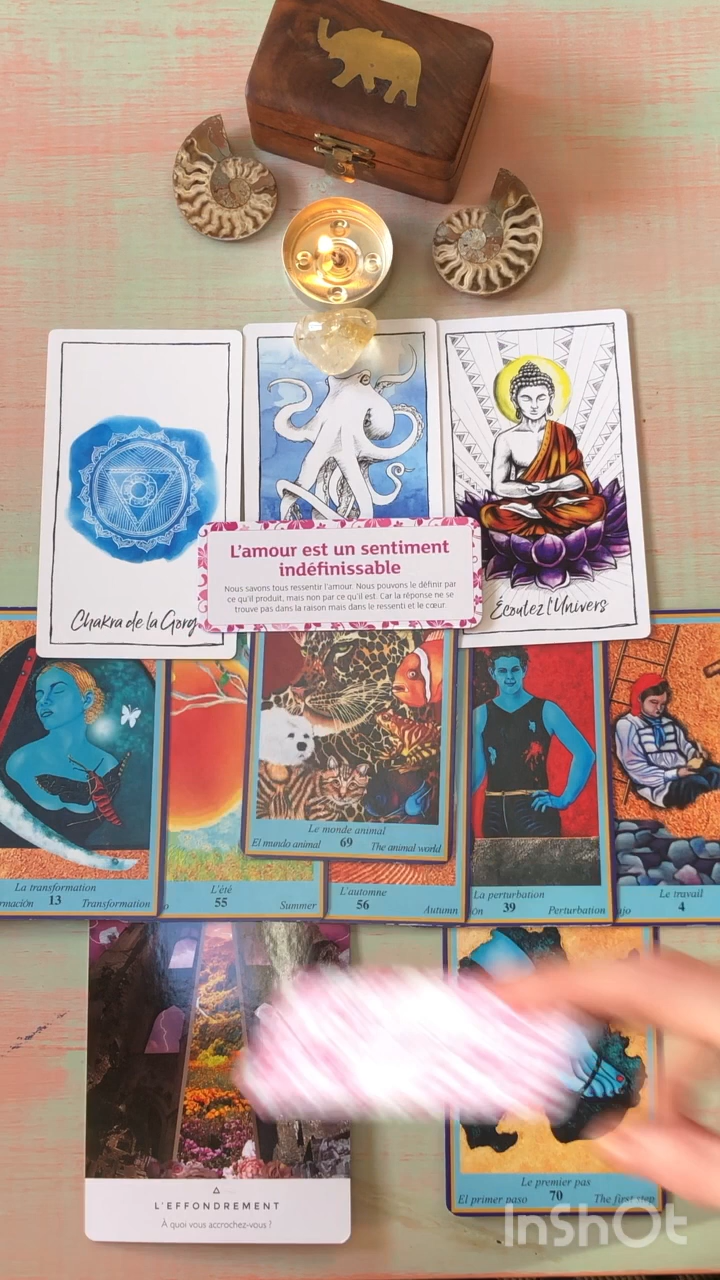 L'amour est un sentiment
indéfinissable
Nous savons tous ressentir l'amour. Nous pouvons le définir par
ce qu'il produit, mais non par ce qu'il est. Car la réponse ne se
trouve pas dans la raison mais dans le ressenti et le cœur.
Chakra de la Gorg
Écoutez l'Univers
Le monde animal
El mundo animal 69 The animal world
La transformation
rmación 13 Transformation
L'été
o 55 Summer
L'automne
56 Autumn
La perturbation
ón 39 Perturbation
Le travail
ajo 4
L'EFFONDREMENT
À quoi vous accrochez-vous ?
Le premier pas
El primer paso 70 The first step
InShOt